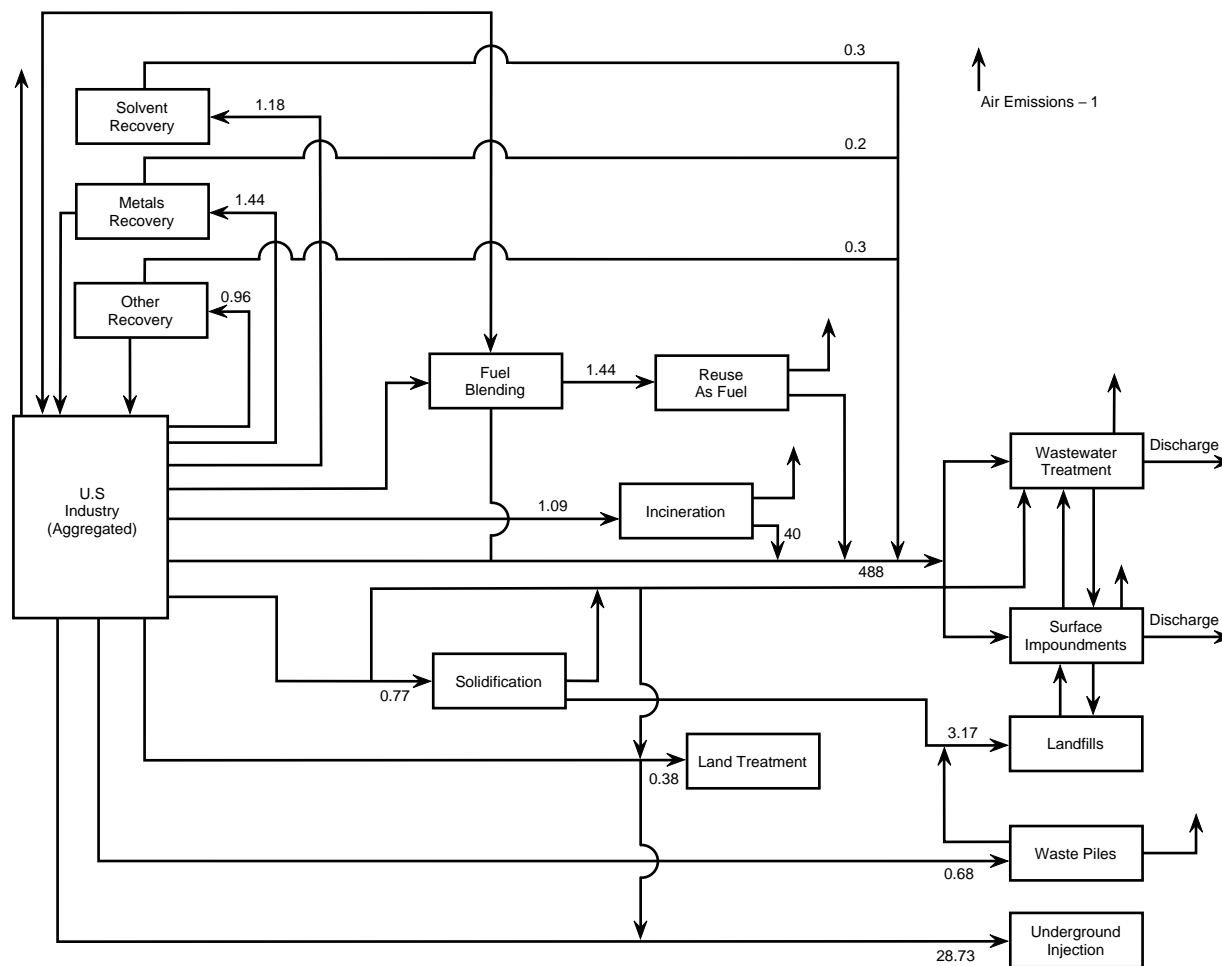 0.3
Air Emissions – 1
Solvent
Recovery
1.18
0.2
Metals
Recovery
1.44
0.3
Other
Recovery
0.96
Fuel
Blending
1.44
Reuse
As Fuel
U.S
Industry
(Aggregated)
1.09
Incineration
40
488
Wastewater
Treatment
Discharge
Surface
Impoundments
Discharge
0.77
Solidification
3.17
Landfills
0.38
Land Treatment
0.68
Waste Piles
28.73
Underground
Injection